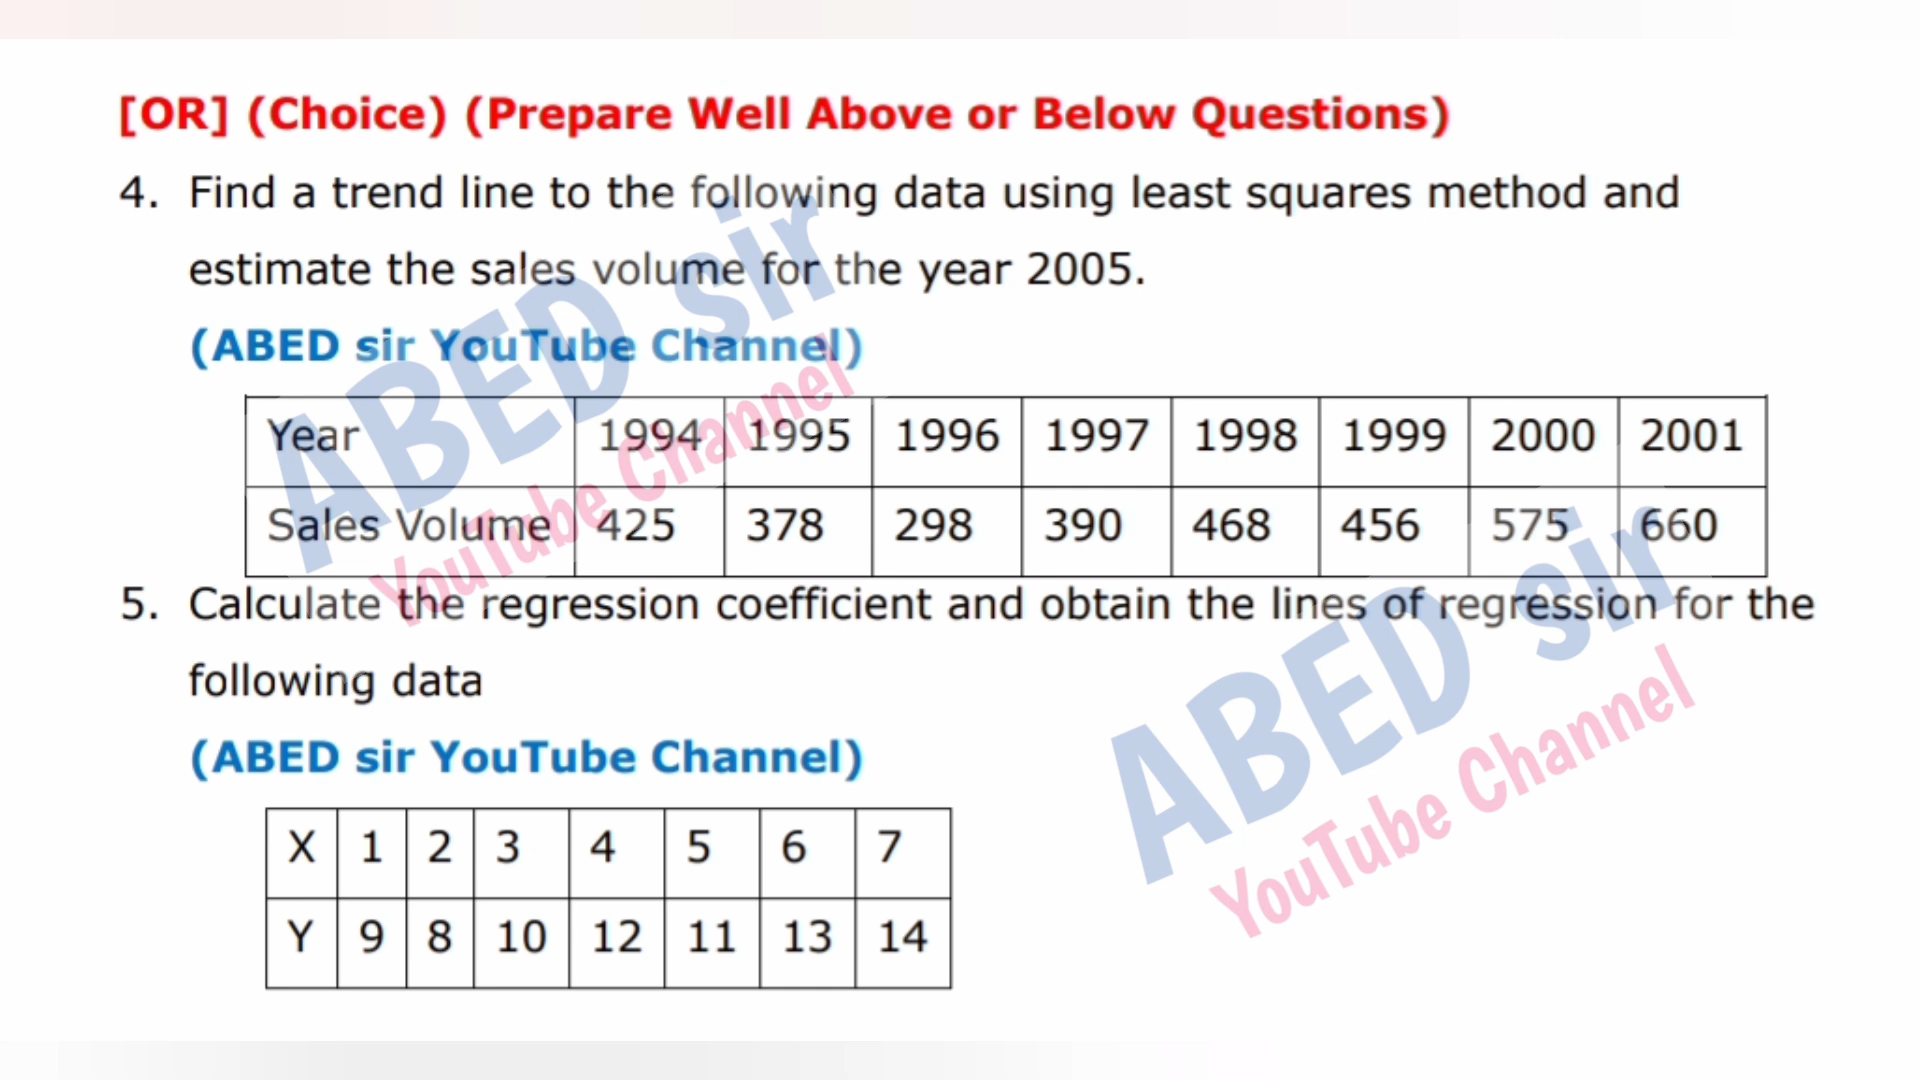 [OR] (Choice) (Prepare Well Above or Below Questions)
4. Find a trend line to the following data using least squares method and
estimate the sales volume for the year 2005.
(ABED sir YouTube Channel)
Year 1994 1995 1996 1997 1998 1999 2000 2001
Sales Volume 425 378 298 390 468 456 575 660
5. Calculate the regression coefficient and obtain the lines of regression for the
following data
(ABED sir YouTube Channel)
X 1 2 3 4 5 6 7
Y 9 8 10 12 11 13 14
ABED sir
YouTube Channel
ABED sir
YouTube Channel